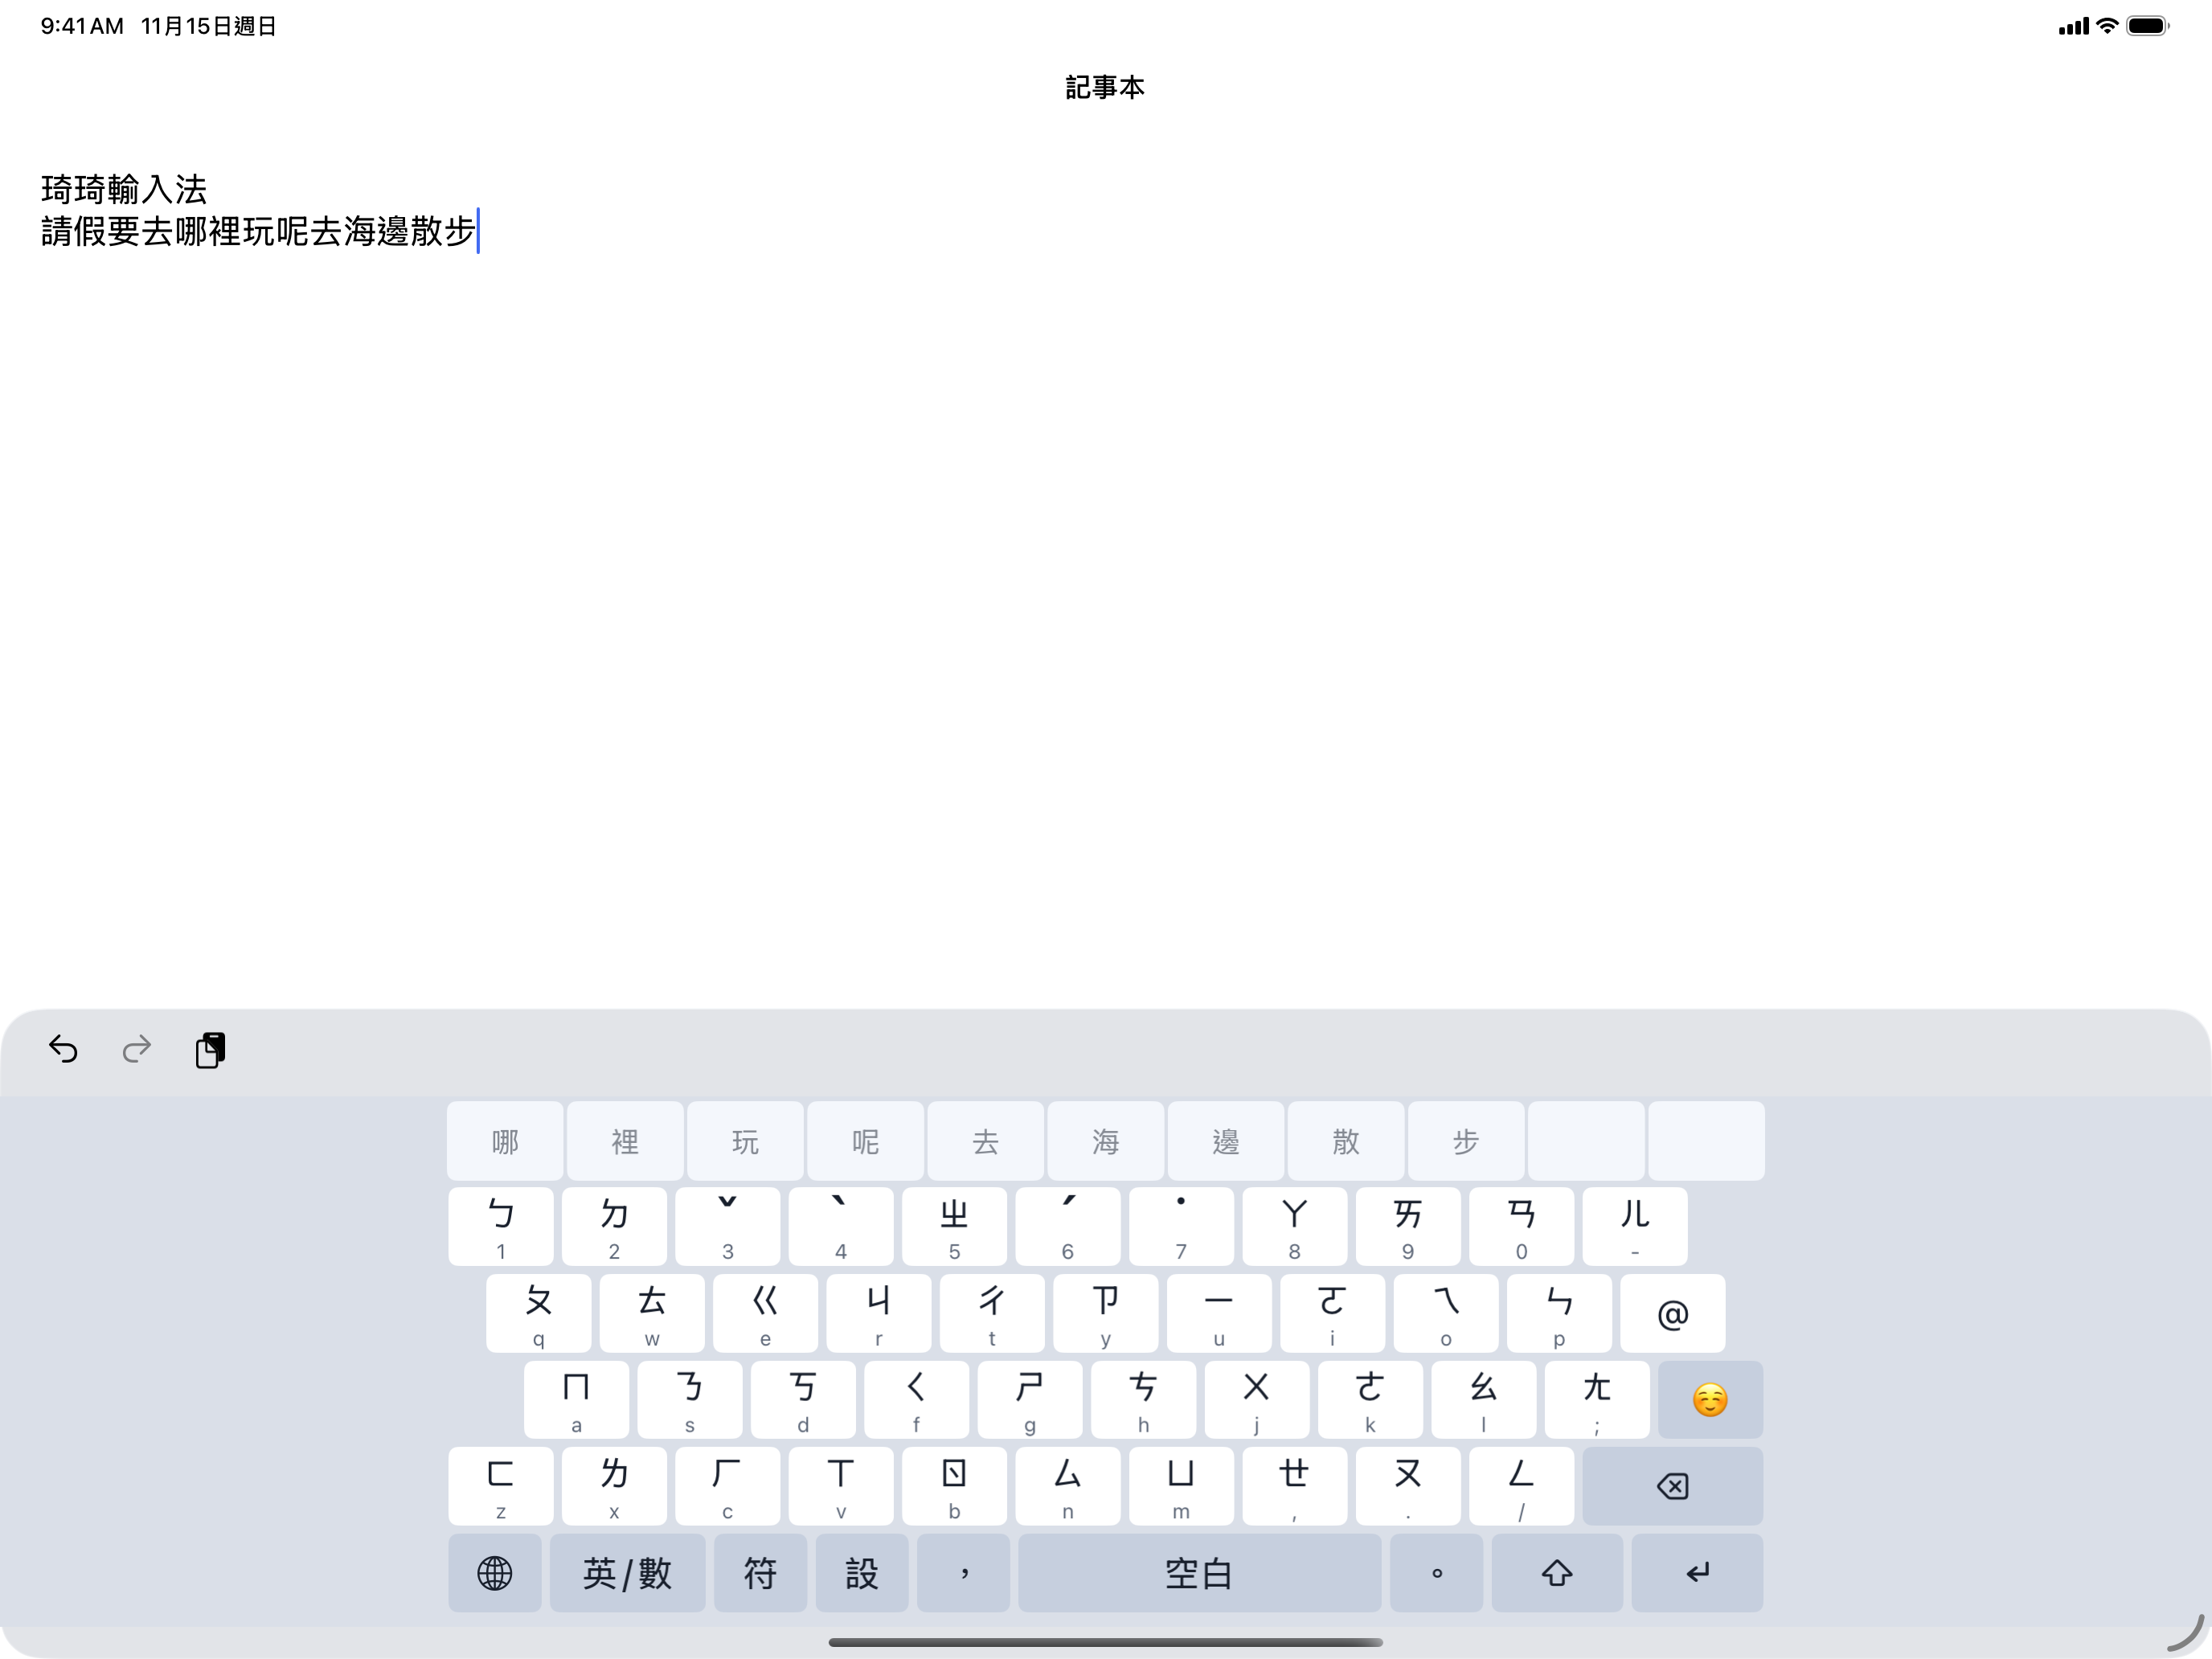 9:41 AM 11月15日週日
記事本
琦琦輸入法
請假要去哪裡玩呢去海邊散步
哪 裡 玩 呢 去 海 邊 散 步
ㄅ ㄉ ˇ ˋ ㄓ ˊ ˙ ㄚ ㄞ ㄢ ㄦ
1 2 3 4 5 6 7 8 9 0 -
ㄆ ㄊ ㄍ ㄐ ㄔ ㄗ ㄧ ㄛ ㄟ ㄣ @
q w e r t y u i o p
ㄇ ㄋ ㄎ ㄑ ㄕ ㄘ ㄨ ㄜ ㄠ ㄤ
a s d f g h j k l ;
ㄈ ㄌ ㄏ ㄒ ㄖ ㄙ ㄩ ㄝ ㄡ ㄥ
z x c v b n m , . /
英/數 符 設 ， 空白 。